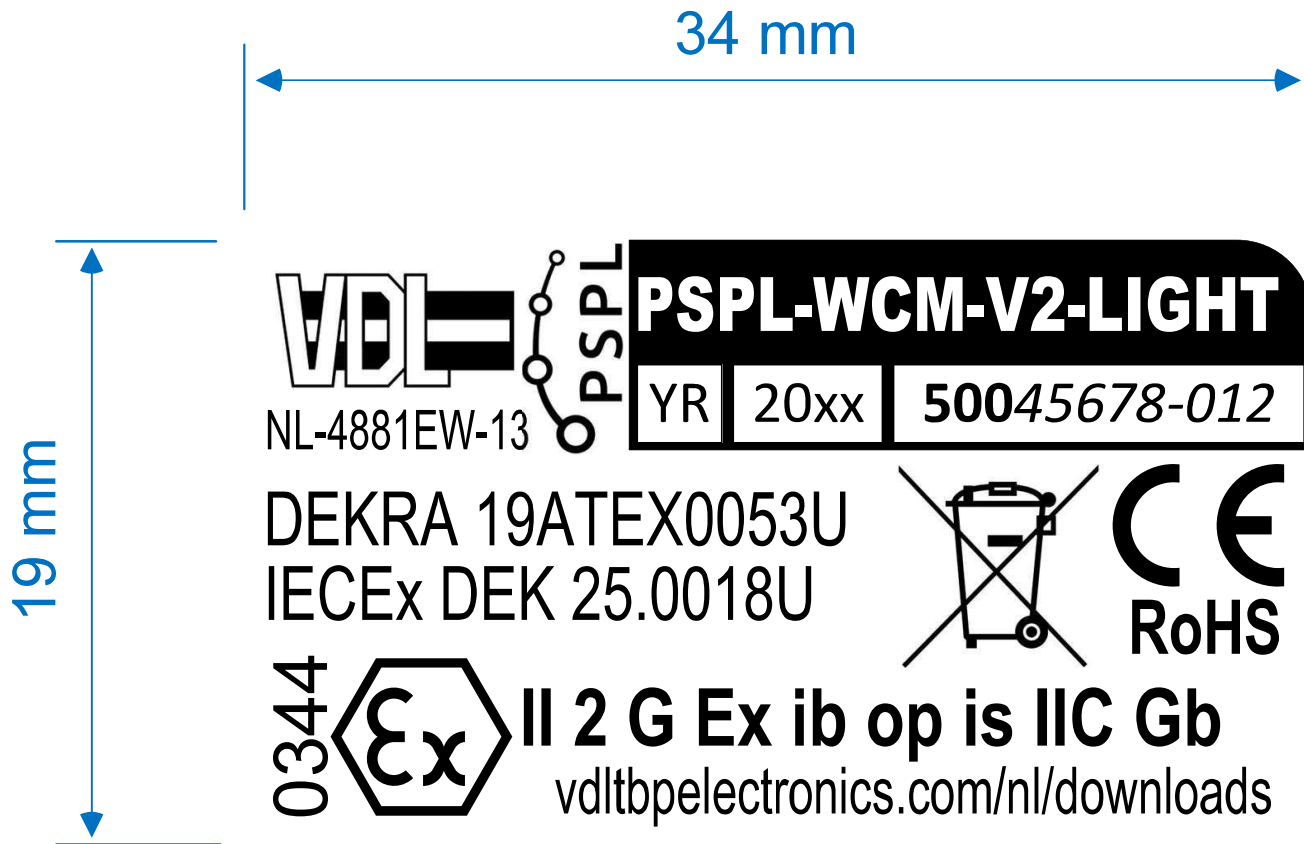 34 mm
19 mm
VDL
PSPL
PSPL-WCM-V2-LIGHT
NL-4881EW-13
YR 20xx 50045678-012
DEKRA 19ATEX0053U
IECEx DEK 25.0018U
CE
RoHS
0344
Ex
II 2 G Ex ib op is IIC Gb
vdltbpelectronics.com/nl/downloads